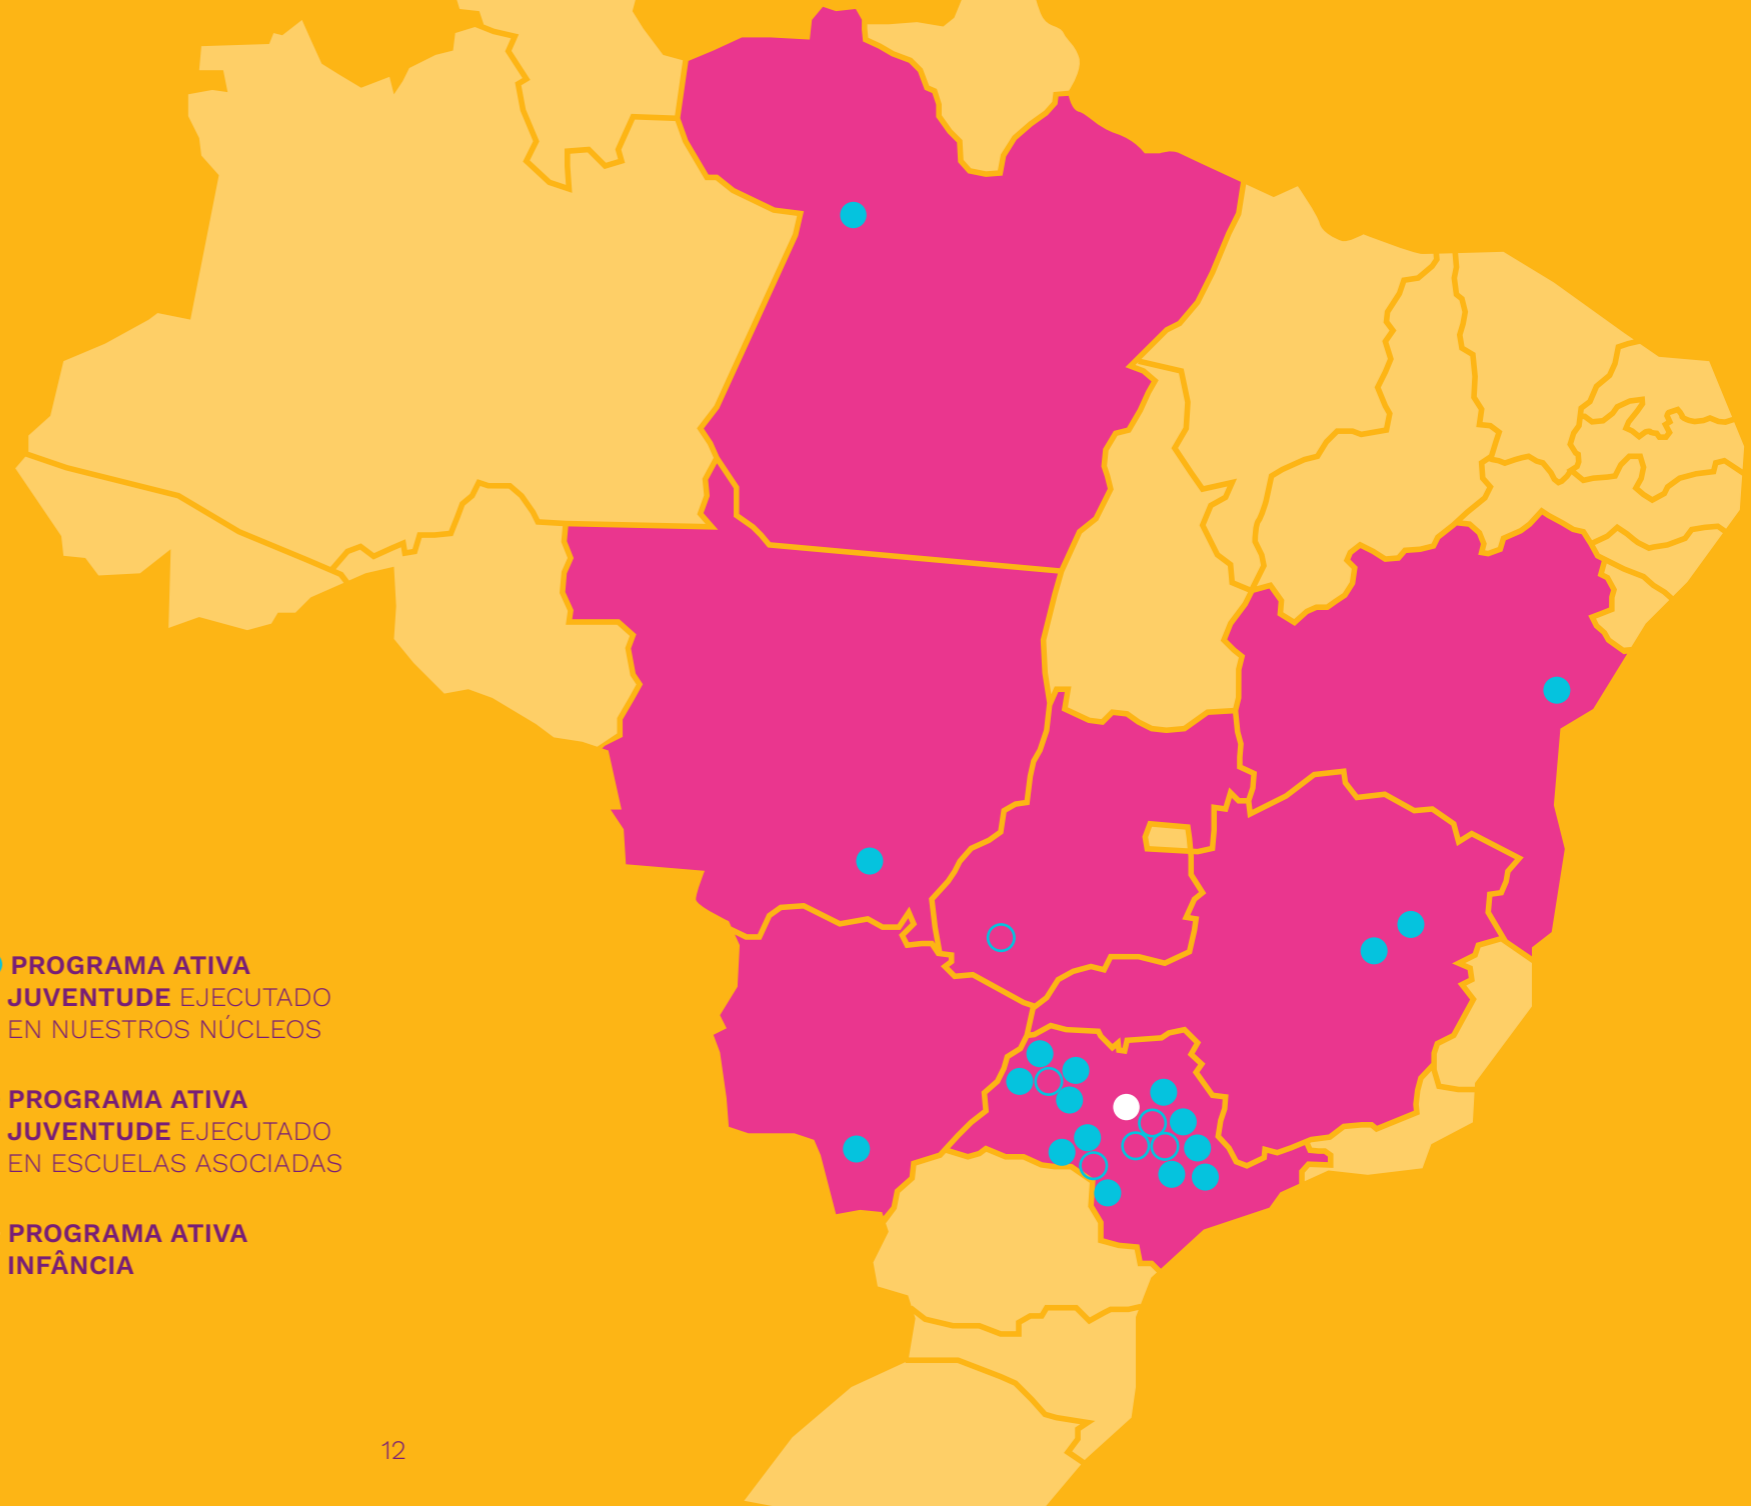 PROGRAMA ATIVA
JUVENTUDE EJECUTADO
EN NUESTROS NÚCLEOS
PROGRAMA ATIVA
JUVENTUDE EJECUTADO
EN ESCUELAS ASOCIADAS
PROGRAMA ATIVA
INFÂNCIA
12